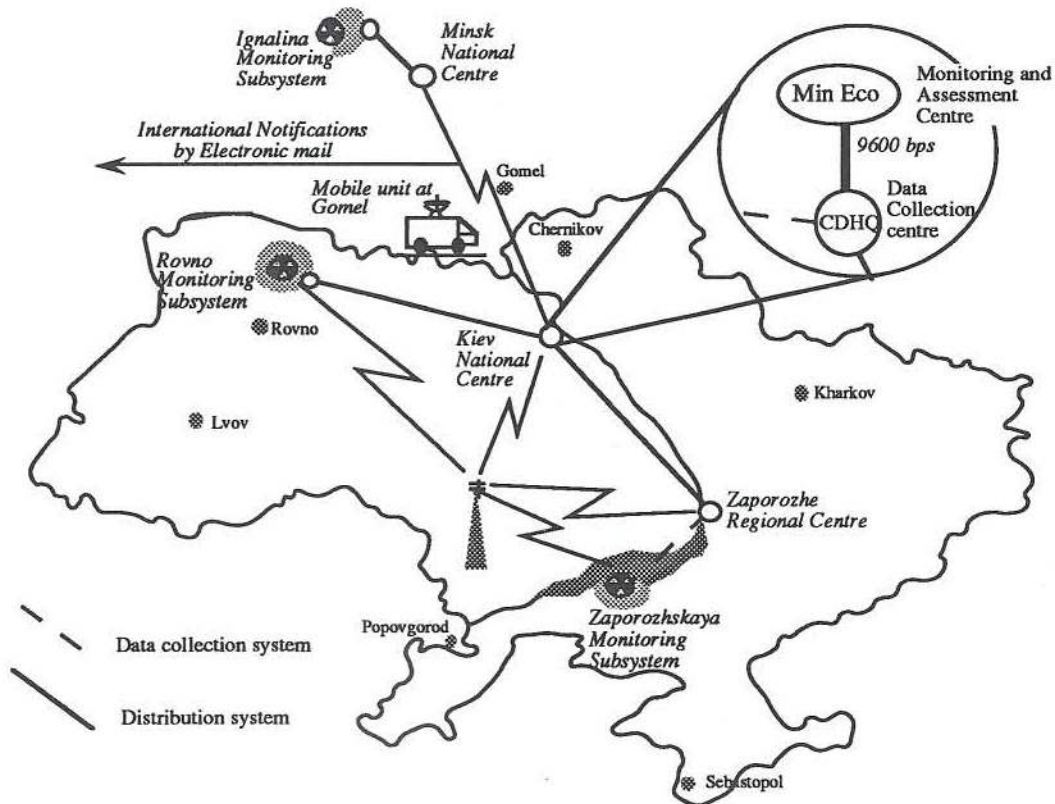 Ignalina
Monitoring
Subsystem
Minsk
National
Centre
Min Eco
Monitoring and
Assessment
Centre
9600 bps
International Notifications
by Electronic mail
Gomel
Data
Collection
centre
CDHQ
Mobile unit at
Gomel
Chernikov
Rovno
Monitoring
Subsystem
Rovno
Kiev
National
Centre
Kharkov
Lvov
Zaporozhe
Regional Centre
Zaporozhskaya
Monitoring
Subsystem
Popovgorod
Data collection system
Distribution system
Sebastopol